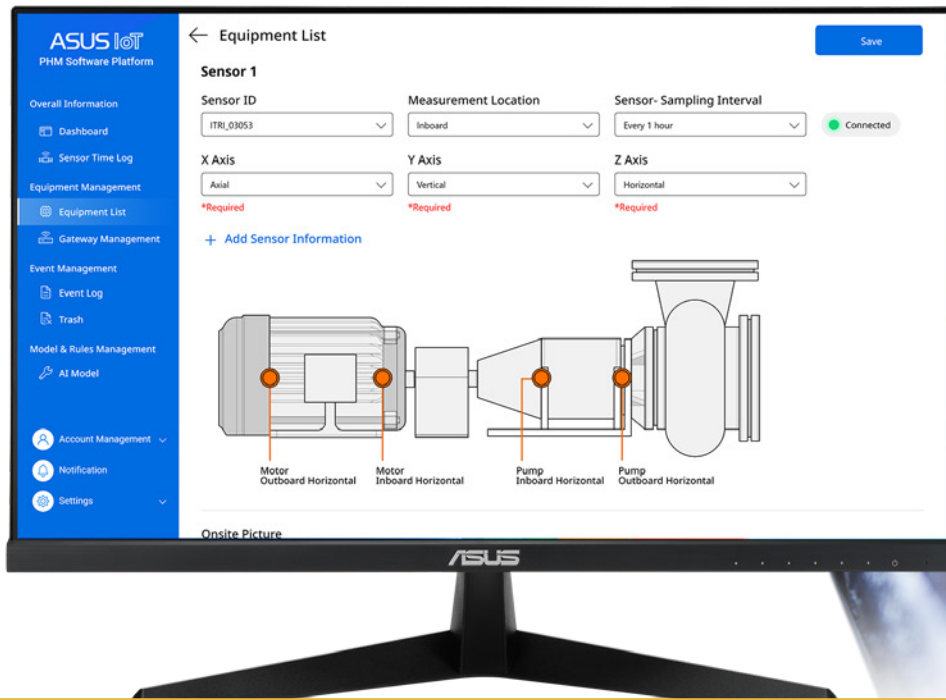 ASUS IoT
PHM Software Platform
Overall Information
Dashboard
Sensor Time Log
Equipment Management
Equipment List
Gateway Management
Event Management
Event Log
Trash
Model & Rules Management
AI Model
Account Management
Notification
Settings
Equipment List
Save
Sensor 1
Sensor ID
Measurement Location
Sensor- Sampling Interval
ITRI_03053
Inboard
Every 1 hour
Connected
X Axis
Y Axis
Z Axis
Axial
Vertical
Horizontal
*Required
*Required
*Required
+ Add Sensor Information
Motor
Outboard Horizontal
Motor
Inboard Horizontal
Pump
Inboard Horizontal
Pump
Outboard Horizontal
Onsite Picture
ASUS